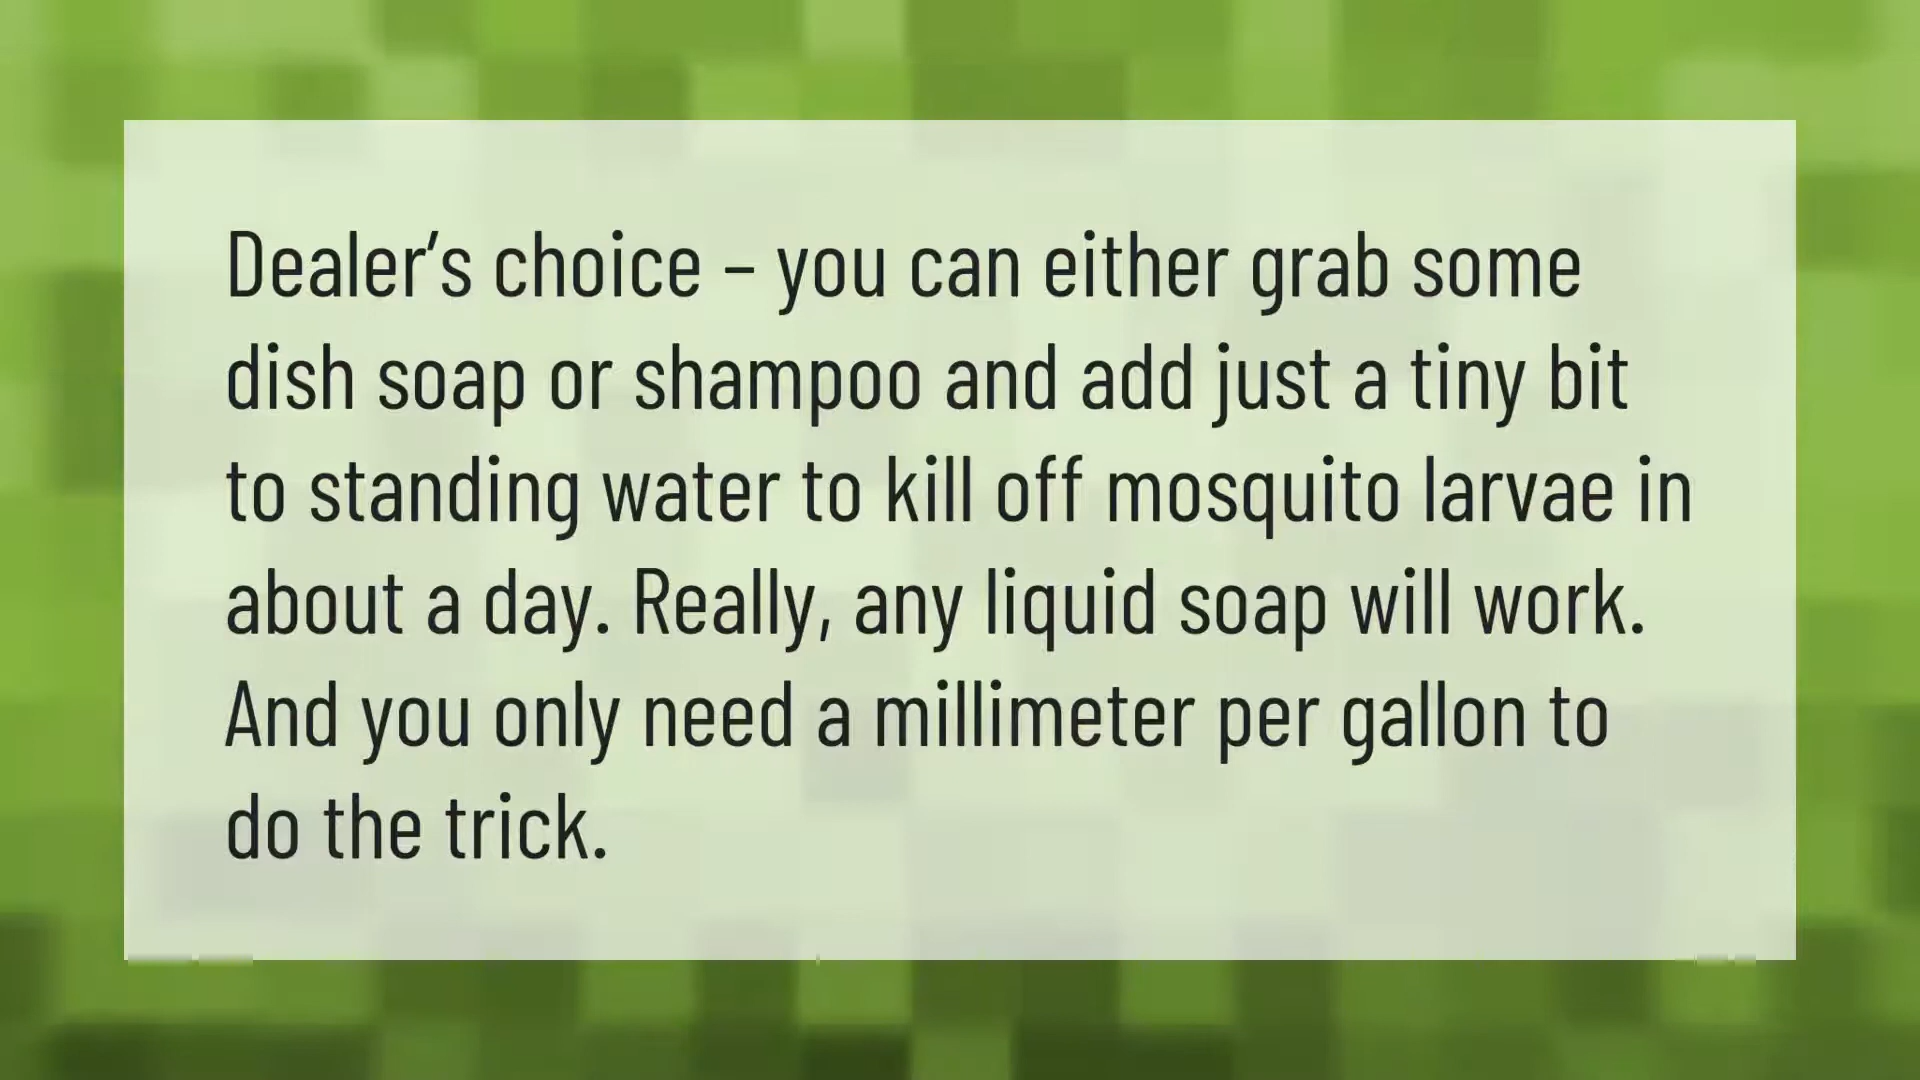 Dealer’s choice – you can either grab some
dish soap or shampoo and add just a tiny bit
to standing water to kill off mosquito larvae in
about a day. Really, any liquid soap will work.
And you only need a millimeter per gallon to
do the trick.